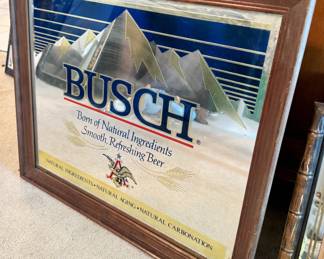 BUSCH®
Born of Natural Ingredients
Smooth, Refreshing Beer
NATURAL INGREDIENTS • NATURAL AGING • NATURAL CARBONATION